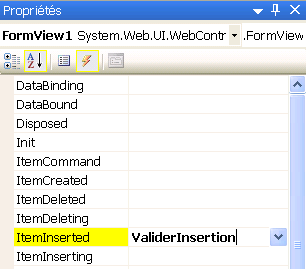 Propriétés
FormView1 System.Web.UI.WebContr .FormView
DataBinding
DataBound
Disposed
Init
ItemCommand
ItemCreated
ItemDeleted
ItemDeleting
ItemInserted ValiderInsertion
ItemInserting